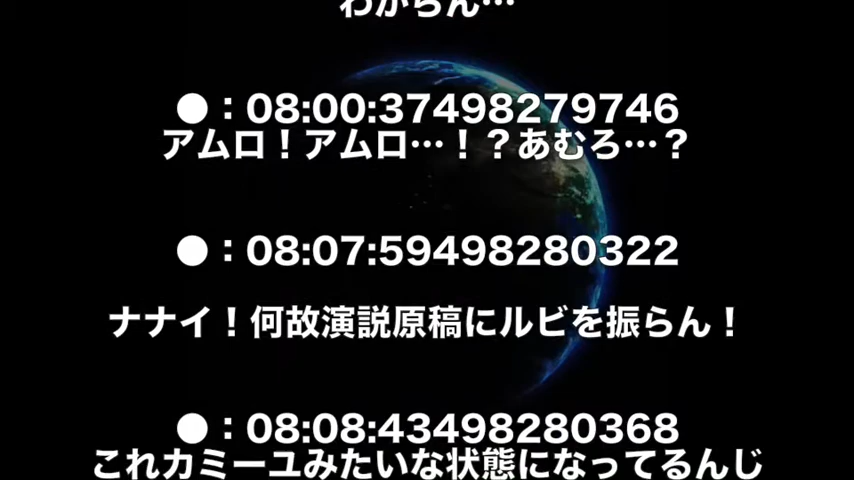 わからん…
●：08:00:37498279746
アムロ！アムロ…！？あむろ…？
●：08:07:59498280322
ナナイ！何故演説原稿にルビを振らん！
●：08:08:43498280368
これカミーユみたいな状態になってるんじ